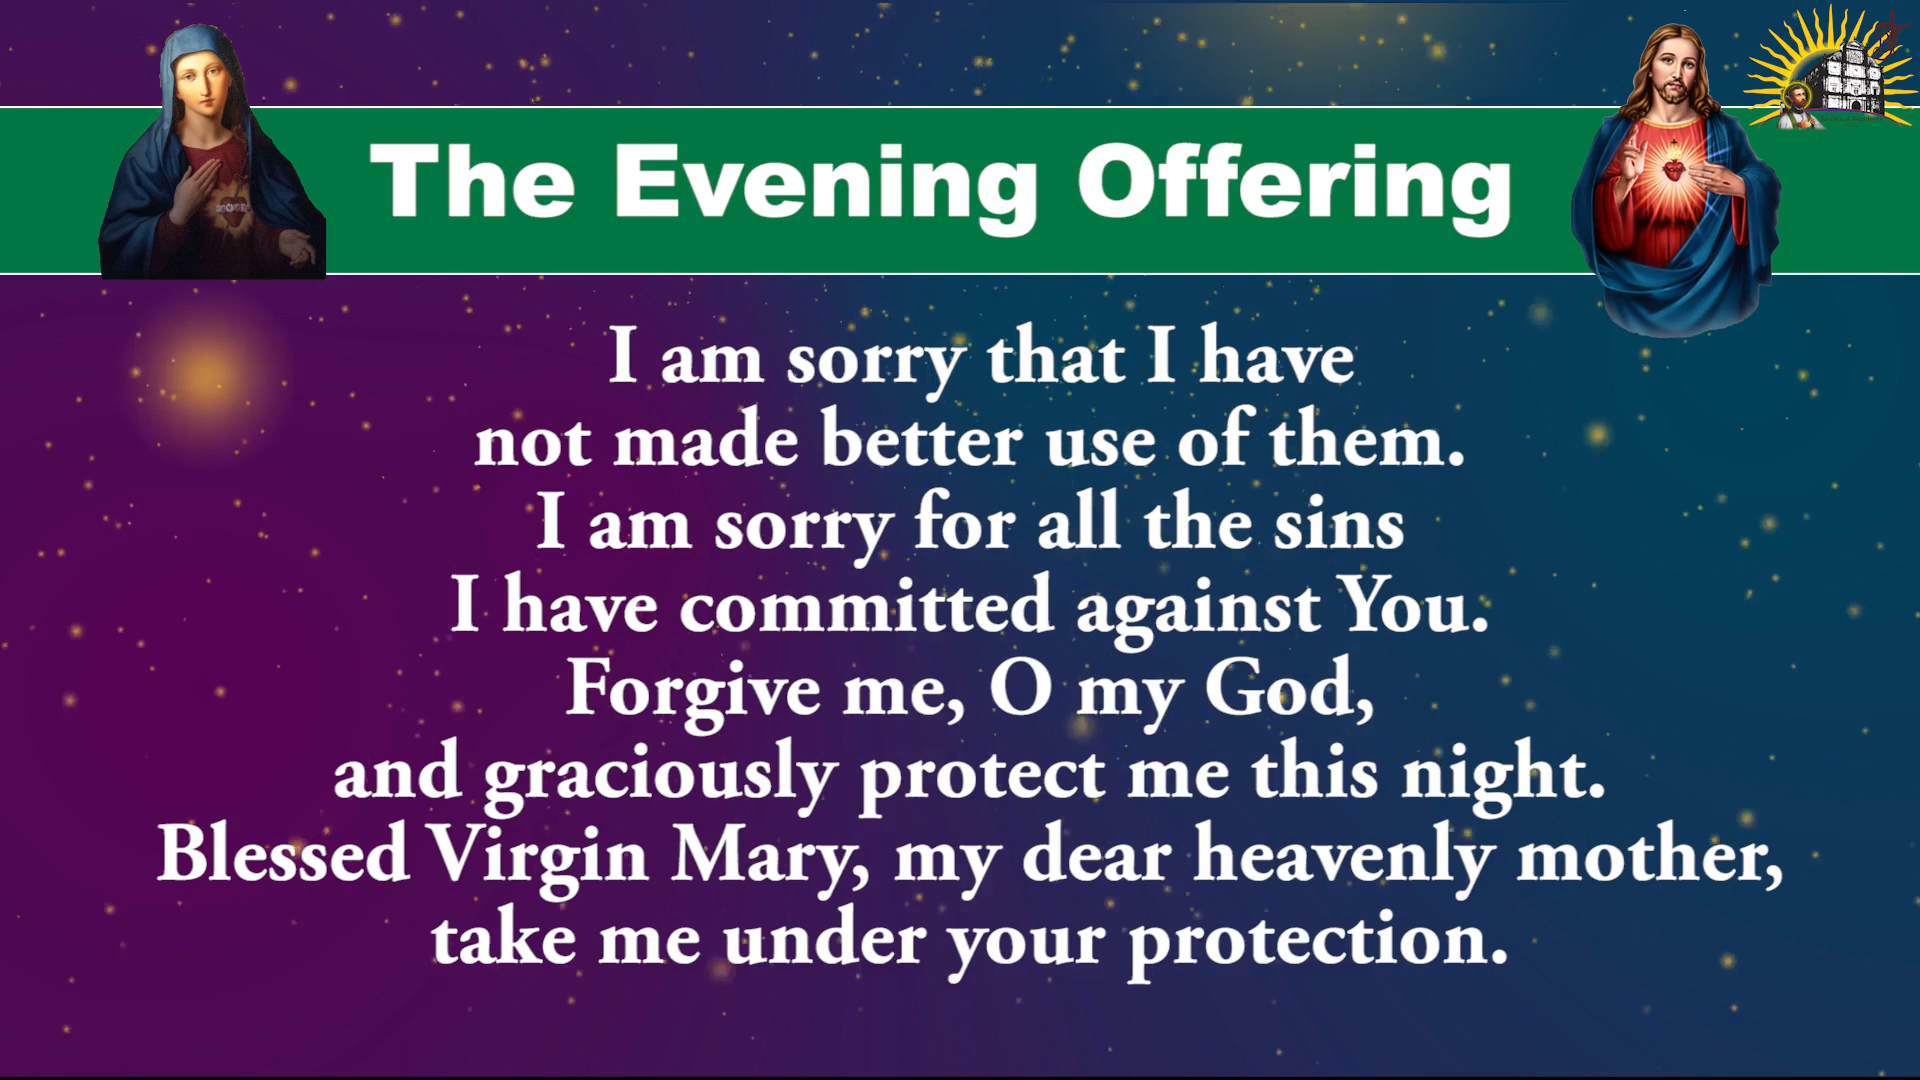 The Evening Offering
I am sorry that I have
not made better use of them.
I am sorry for all the sins
I have committed against You.
Forgive me, O my God,
and graciously protect me this night.
Blessed Virgin Mary, my dear heavenly mother,
take me under your protection.